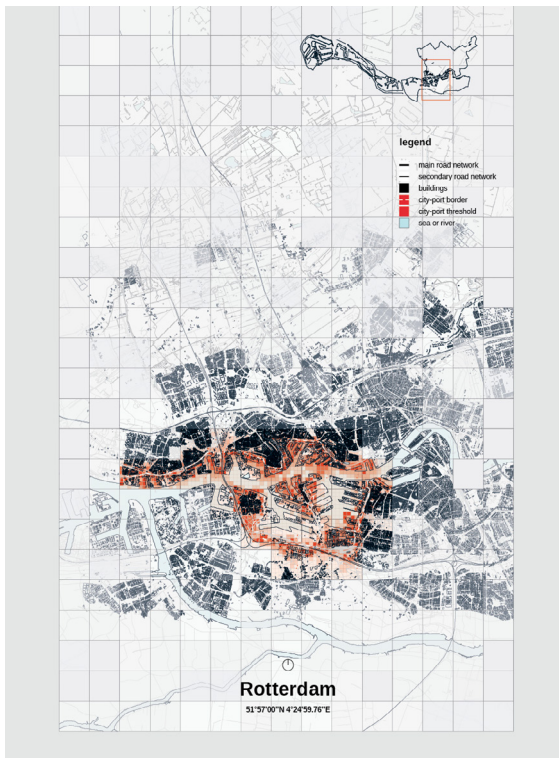 legend
main road network
secondary road network
buildings
city-port border
city-port threshold
sea or river
Rotterdam
51°57'00"N 4°24'59.76"E